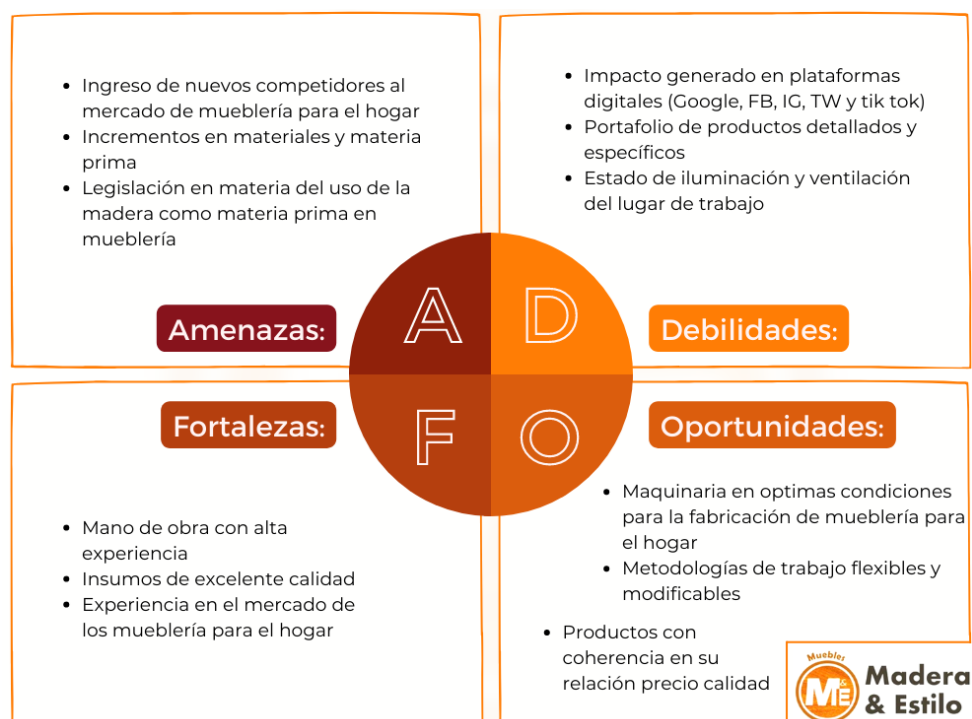 Ingreso de nuevos competidores al
mercado de mueblería para el hogar
Incrementos en materiales y materia
prima
Legislación en materia del uso de la
madera como materia prima en
mueblería
Amenazas:
Impacto generado en plataformas
digitales (Google, FB, IG, TW y tik tok)
Portafolio de productos detallados y
específicos
Estado de iluminación y ventilación
del lugar de trabajo
Debilidades:
A
D
F
O
Fortalezas:
Mano de obra con alta
experiencia
Insumos de excelente calidad
Experiencia en el mercado de
los mueblería para el hogar
Oportunidades:
Maquinaria en optimas condiciones
para la fabricación de mueblería para
el hogar
Metodologías de trabajo flexibles y
modificables
Productos con
coherencia en su
relación precio calidad
Muebles
M&E
Madera
& Estilo